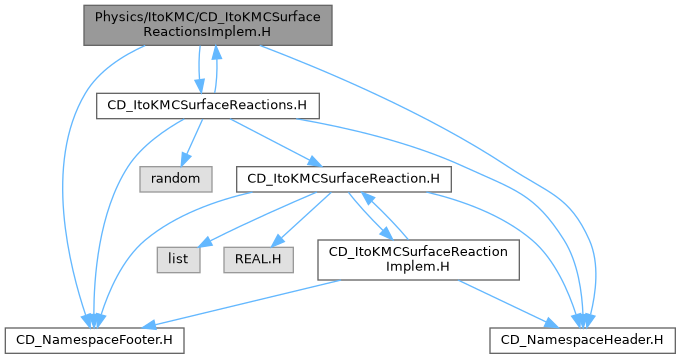 Physics/ItoKMC/CD_ItoKMCSurface
ReactionsImplem.H
CD_ItoKMCSurfaceReactions.H
random
CD_ItoKMCSurfaceReaction.H
list
REAL.H
CD_ItoKMCSurfaceReaction
Implem.H
CD_NamespaceFooter.H
CD_NamespaceHeader.H